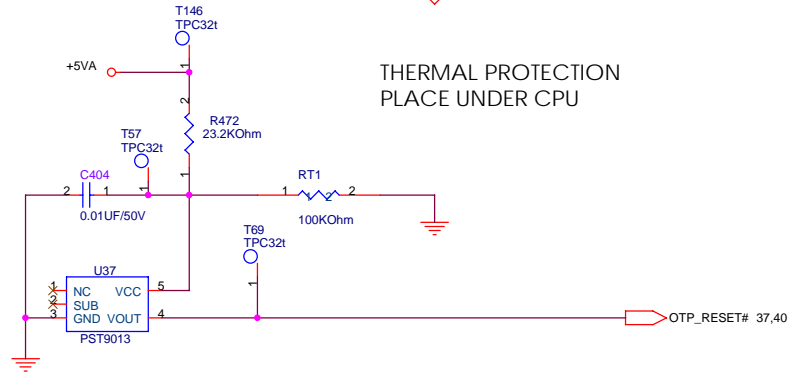 T146
TPC32t
1
+5VA
THERMAL PROTECTION
PLACE UNDER CPU
2
R472
23.2KOhm
1
T57
TPC32t
1
C404
2
1
0.01UF/50V
RT1
1
1 2
2
100KOhm
T69
TPC32t
1
U37
1 NC VCC 5
2 SUB
3 GND VOUT 4
PST9013
OTP_RESET# 37,40